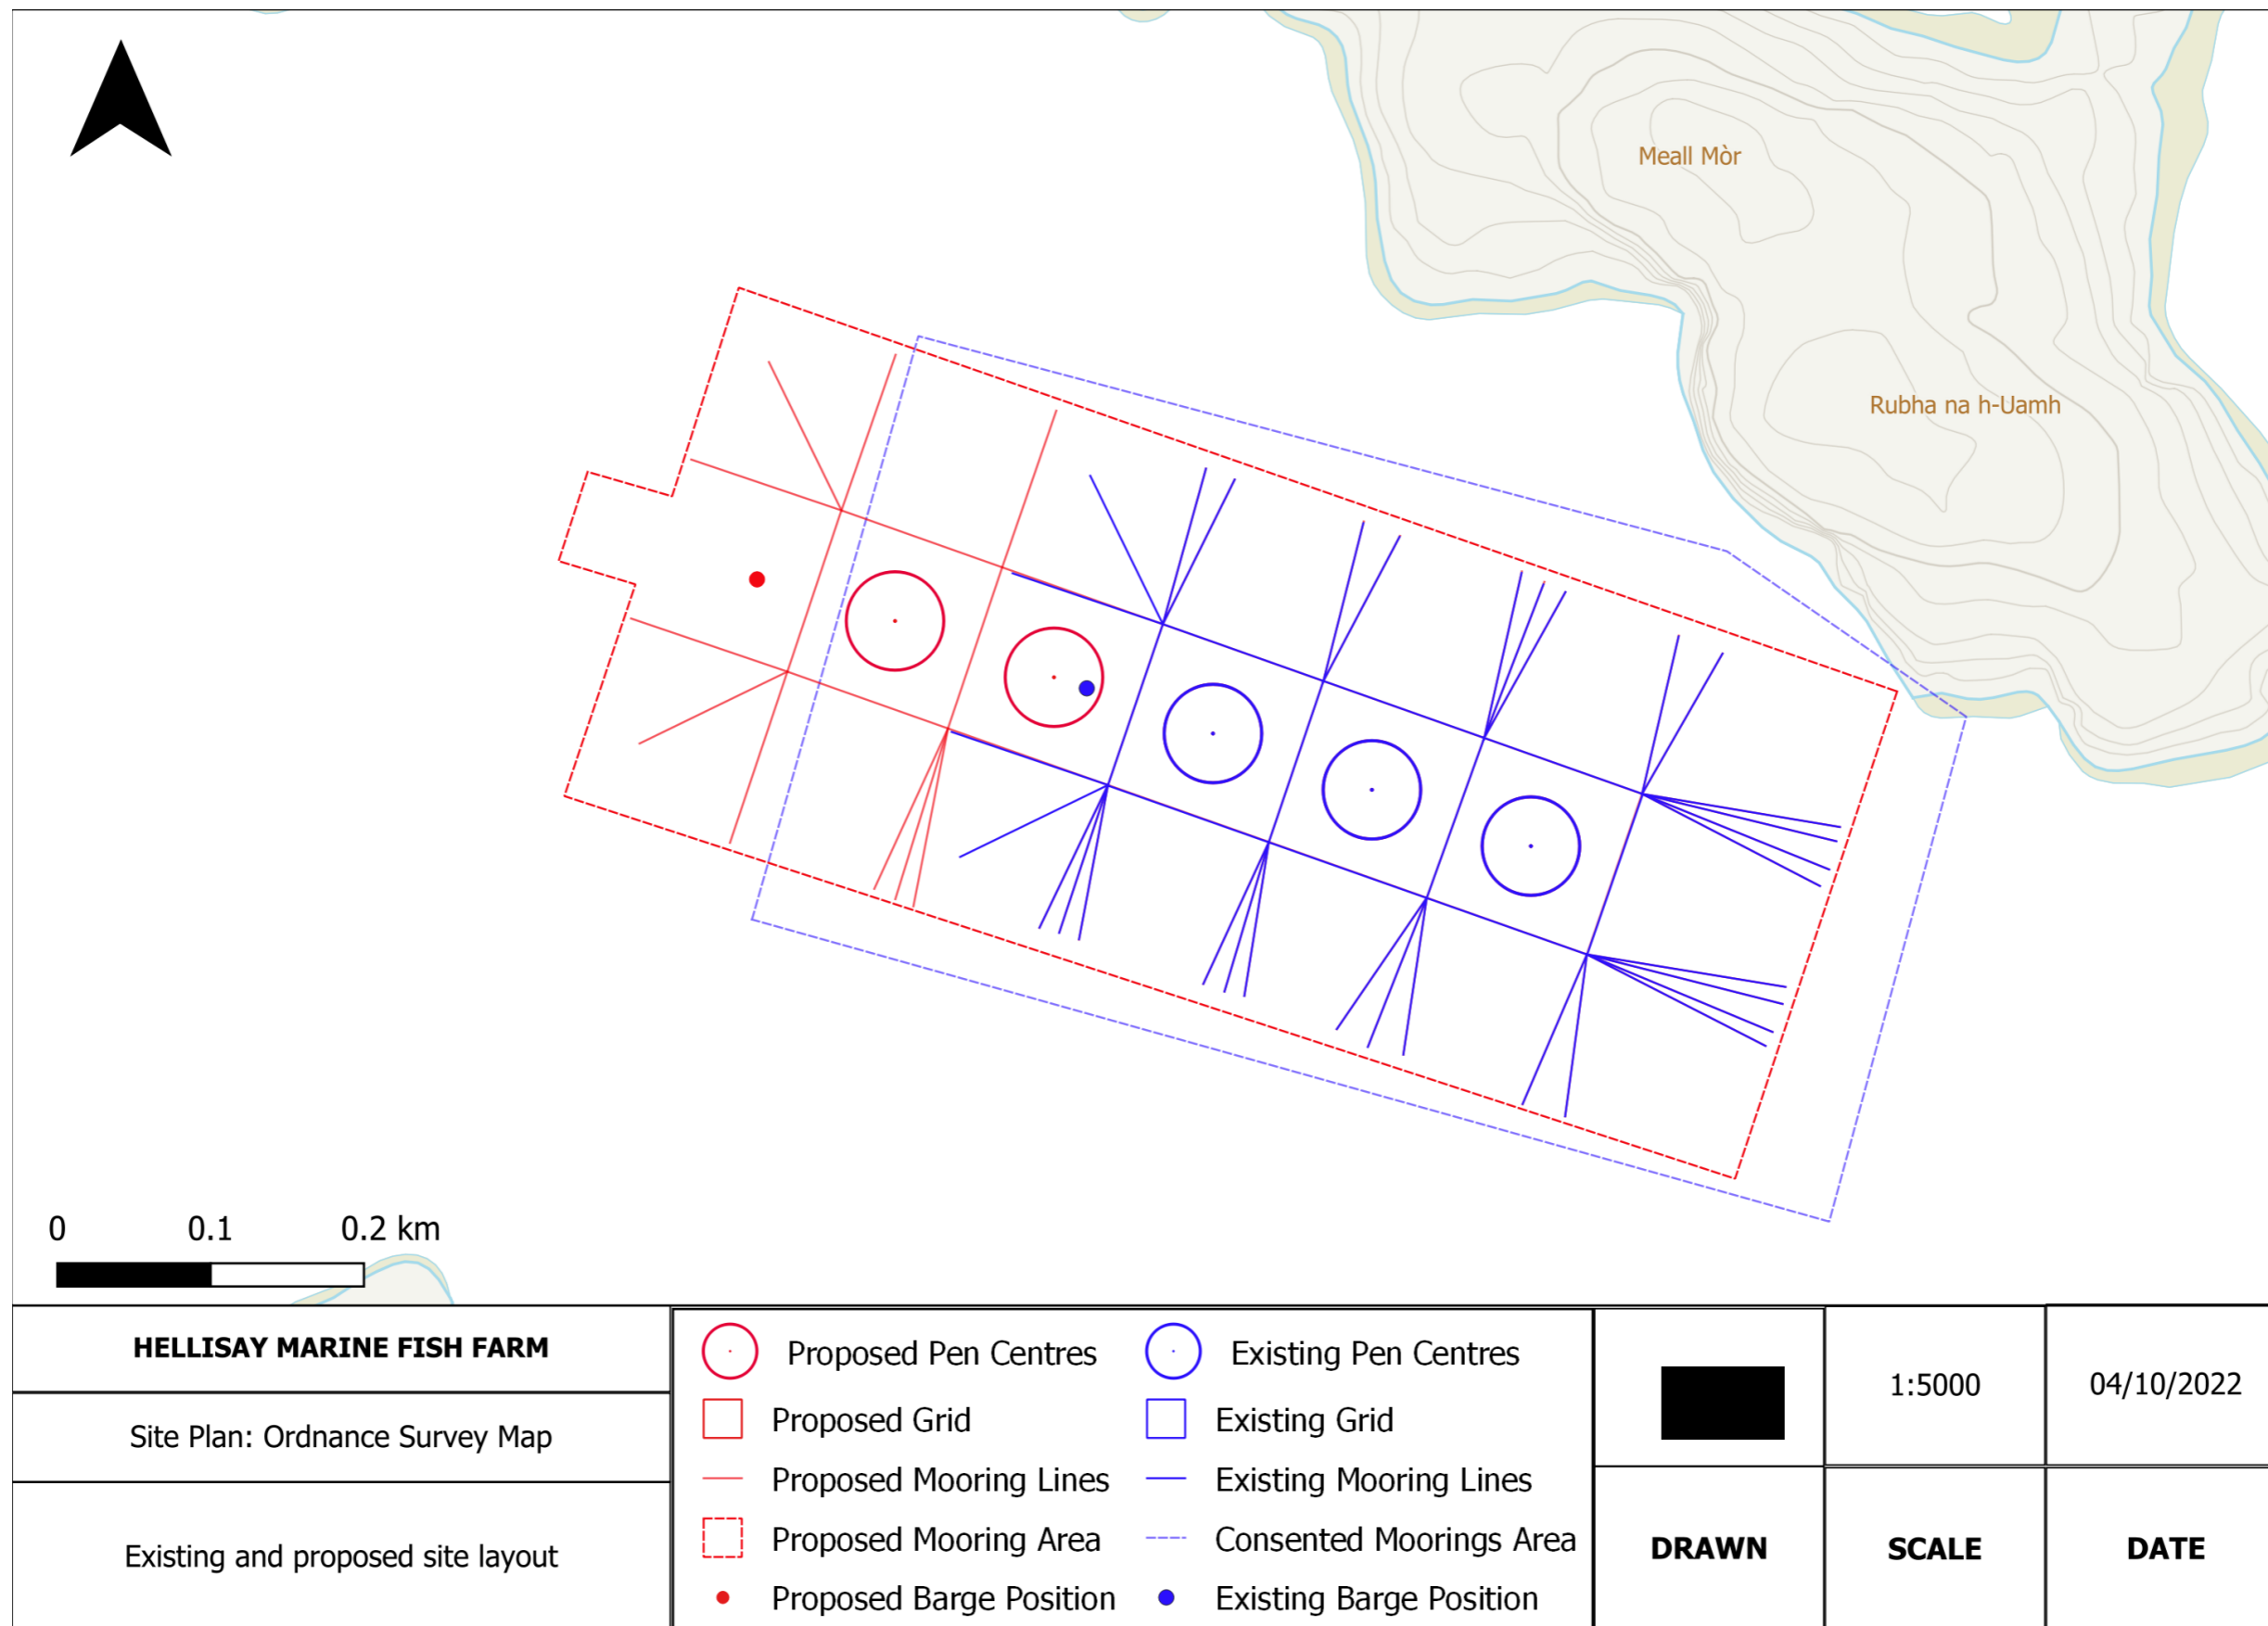 Meall Mòr
Rubha na h-Uamh
0 0.1 0.2 km
HELLISAY MARINE FISH FARM
Site Plan: Ordnance Survey Map
Existing and proposed site layout
Proposed Pen Centres
Proposed Grid
Proposed Mooring Lines
Proposed Mooring Area
Proposed Barge Position
Existing Pen Centres
Existing Grid
Existing Mooring Lines
Consented Moorings Area
Existing Barge Position
1:5000
04/10/2022
DRAWN
SCALE
DATE